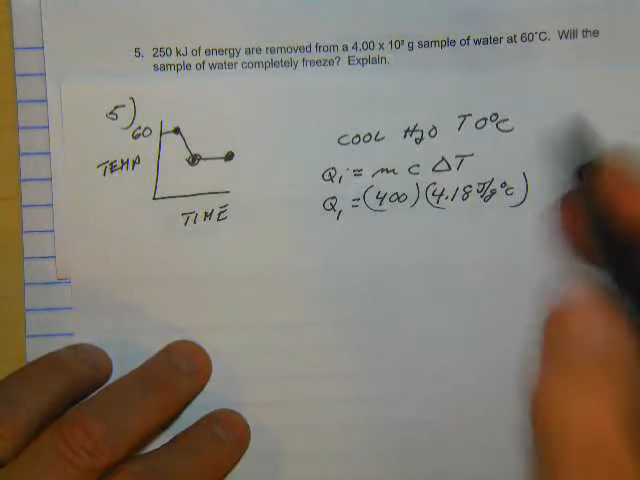 5. 250 kJ of energy are removed from a 4.00 x 10² g sample of water at 60˚C. Will the
sample of water completely freeze? Explain.
5)
60
TEMP
TIME
COOL H₂O TO 0°C
Q₁ = m c ΔT
Q₁ = (400)(4.18 J/g°C)